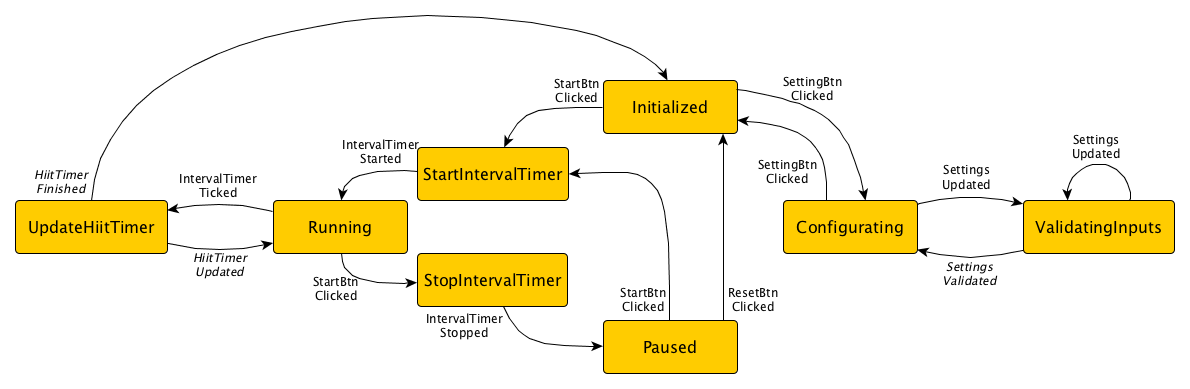 StartBtn
Clicked
Initialized
SettingBtn
Clicked
IntervalTimer
Started
StartIntervalTimer
SettingBtn
Clicked
Settings
Updated
Settings
Updated
HiitTimer
Finished
IntervalTimer
Ticked
UpdateHiitTimer
Running
Configurating
ValidatingInputs
HiitTimer
Updated
Settings
Validated
StartBtn
Clicked
StopIntervalTimer
StartBtn
Clicked
ResetBtn
Clicked
IntervalTimer
Stopped
Paused